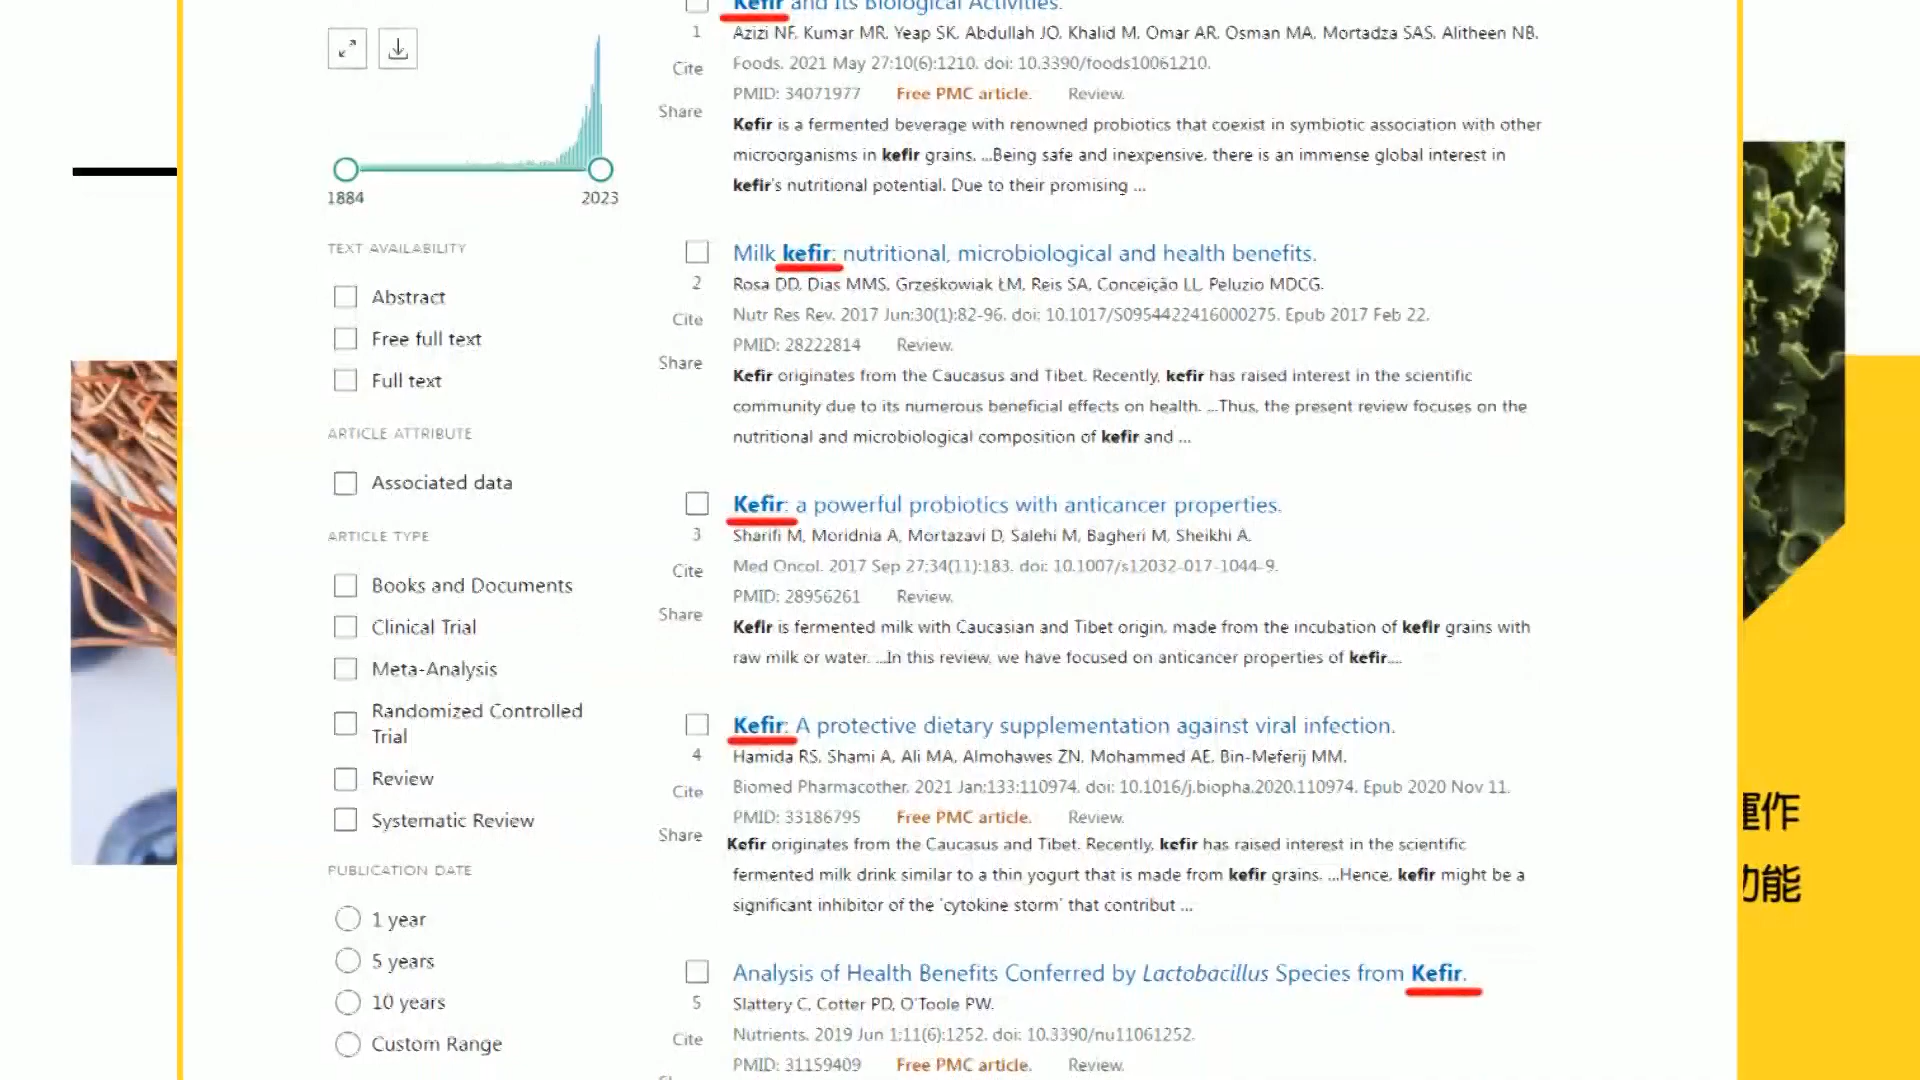 Kefir and Its Biological Activities.
1
Azizi NF, Kumar MR, Yeap SK, Abdullah JO, Khalid M, Omar AR, Osman MA, Mortadza SAS, Alitheen NB.
Cite
Foods. 2021 May 27;10(6):1210. doi: 10.3390/foods10061210.
PMID: 34071977 Free PMC article. Review.
Share
Kefir is a fermented beverage with renowned probiotics that coexist in symbiotic association with other
microorganisms in kefir grains. ...Being safe and inexpensive, there is an immense global interest in
kefir's nutritional potential. Due to their promising ...
1884 2023
TEXT AVAILABILITY
Abstract
Free full text
Full text
ARTICLE ATTRIBUTE
Associated data
ARTICLE TYPE
Books and Documents
Clinical Trial
Meta-Analysis
Randomized Controlled
Trial
Review
Systematic Review
PUBLICATION DATE
1 year
5 years
10 years
Custom Range
Milk kefir: nutritional, microbiological and health benefits.
2
Rosa DD, Dias MMS, Grześkowiak ŁM, Reis SA, Conceição LL, Peluzio MDCG.
Cite
Nutr Res Rev. 2017 Jun;30(1):82-96. doi: 10.1017/S0954422416000275. Epub 2017 Feb 22.
PMID: 28222814 Review.
Share
Kefir originates from the Caucasus and Tibet. Recently, kefir has raised interest in the scientific
community due to its numerous beneficial effects on health. ...Thus, the present review focuses on the
nutritional and microbiological composition of kefir and ...
Kefir: a powerful probiotics with anticancer properties.
3
Sharifi M, Moridnia A, Mortazavi D, Salehi M, Bagheri M, Sheikhi A.
Cite
Med Oncol. 2017 Sep 27;34(11):183. doi: 10.1007/s12032-017-1044-9.
PMID: 28956261 Review.
Share
Kefir is fermented milk with Caucasian and Tibet origin, made from the incubation of kefir grains with
raw milk or water. ...In this review, we have focused on anticancer properties of kefir....
Kefir: A protective dietary supplementation against viral infection.
4
Hamida RS, Shami A, Ali MA, Almohawes ZN, Mohammed AE, Bin-Meferij MM.
Cite
Biomed Pharmacother. 2021 Jan;133:110974. doi: 10.1016/j.biopha.2020.110974. Epub 2020 Nov 11.
PMID: 33186795 Free PMC article. Review.
Share
Kefir originates from the Caucasus and Tibet. Recently, kefir has raised interest in the scientific
fermented milk drink similar to a thin yogurt that is made from kefir grains. ...Hence, kefir might be a
significant inhibitor of the 'cytokine storm' that contribut ...
Analysis of Health Benefits Conferred by Lactobacillus Species from Kefir.
5
Slattery C, Cotter PD, O'Toole PW.
Cite
Nutrients. 2019 Jun 1;11(6):1252. doi: 10.3390/nu11061252.
PMID: 31159409 Free PMC article. Review.
運作
功能